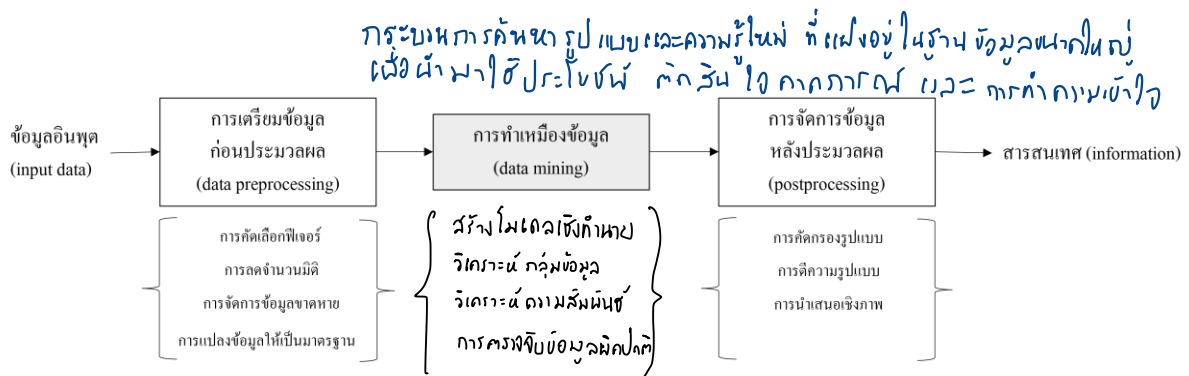 กระบวนการค้นหารูปแบบและความรู้ใหม่ ที่แฝงอยู่ในฐานข้อมูลขนาดใหญ่
เพื่อนำมาใช้ประโยชน์ ตัดสินใจคาดการณ์ และ การทำความเข้าใจ
ข้อมูลอินพุต
(input data)
การเตรียมข้อมูล
ก่อนประมวลผล
(data preprocessing)
การทำเหมืองข้อมูล
(data mining)
การจัดการข้อมูล
หลังประมวลผล
(postprocessing)
สารสนเทศ (information)
การคัดเลือกฟีเจอร์
การลดจำนวนมิติ
การจัดการข้อมูลขาดหาย
การแปลงข้อมูลให้เป็นมาตรฐาน
สร้างโมเดลเชิงทำนาย
วิเคราะห์กลุ่มข้อมูล
วิเคราะห์ความสัมพันธ์
การตรวจจับข้อมูลผิดปกติ
การคัดกรองรูปแบบ
การตีความรูปแบบ
การนำเสนอเชิงภาพ